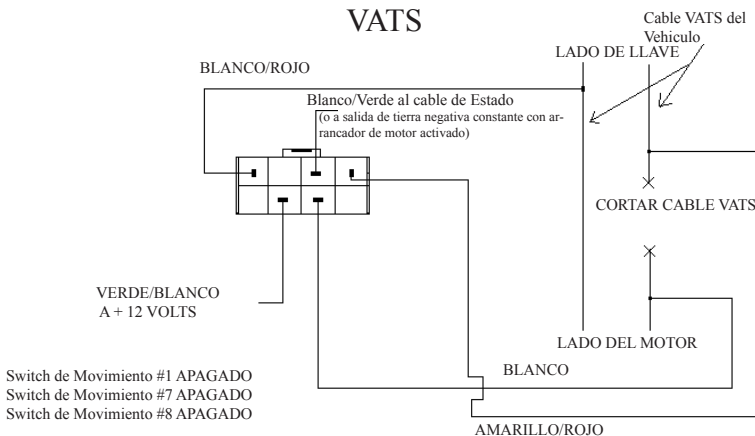 VATS
Cable VATS del
Vehiculo
LADO DE LLAVE
BLANCO/ROJO
Blanco/Verde al cable de Estado
(o a salida de tierra negativa constante con ar-
rancador de motor activado)
CORTAR CABLE VATS
VERDE/BLANCO
A + 12 VOLTS
LADO DEL MOTOR
BLANCO
Switch de Movimiento #1 APAGADO
Switch de Movimiento #7 APAGADO
Switch de Movimiento #8 APAGADO
AMARILLO/ROJO